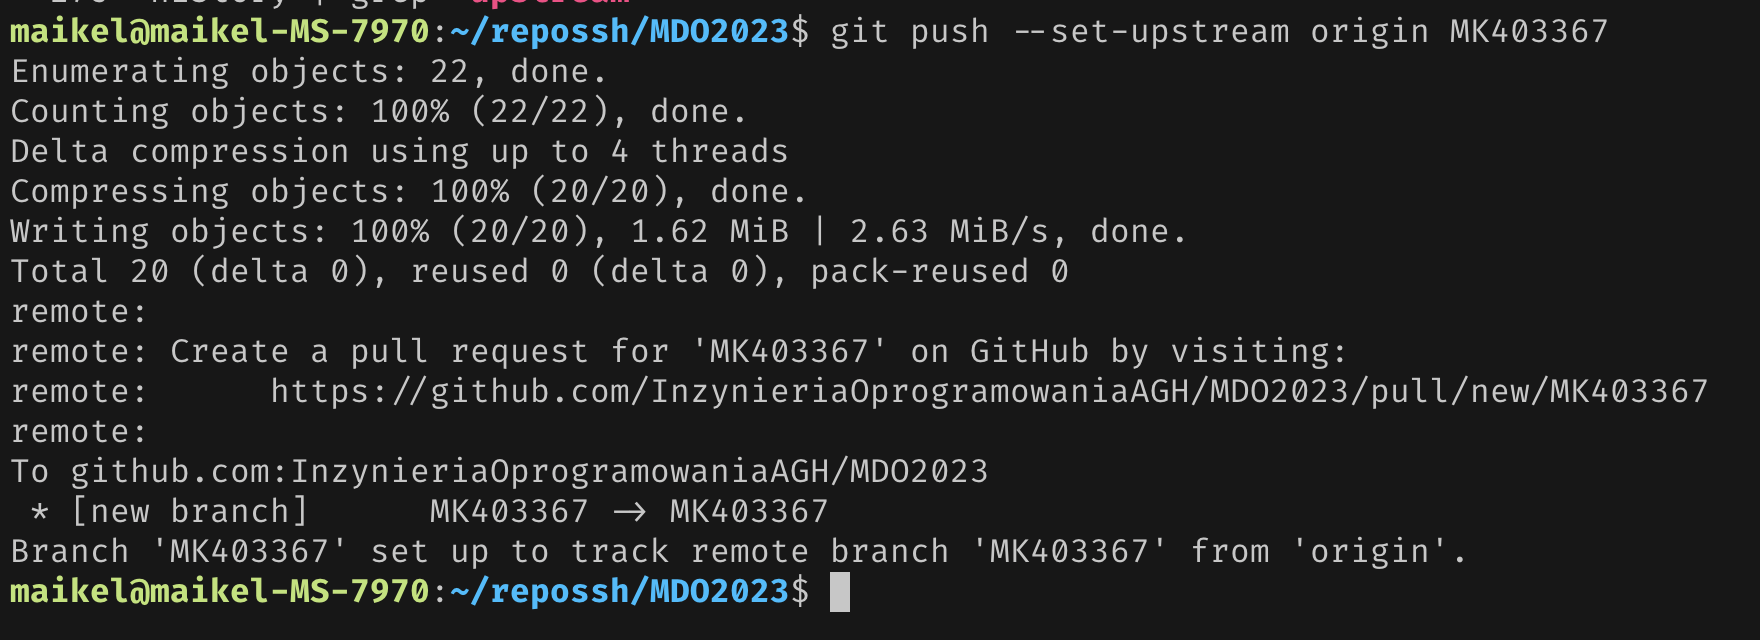 maikel@maikel-MS-7970:~/repossh/MDO2023$ git push --set-upstream origin MK403367
Enumerating objects: 22, done.
Counting objects: 100% (22/22), done.
Delta compression using up to 4 threads
Compressing objects: 100% (20/20), done.
Writing objects: 100% (20/20), 1.62 MiB | 2.63 MiB/s, done.
Total 20 (delta 0), reused 0 (delta 0), pack-reused 0
remote:
remote: Create a pull request for 'MK403367' on GitHub by visiting:
remote:      https://github.com/InzynieriaOprogramowaniaAGH/MDO2023/pull/new/MK403367
remote:
To github.com:InzynieriaOprogramowaniaAGH/MDO2023
 * [new branch]      MK403367 -> MK403367
Branch 'MK403367' set up to track remote branch 'MK403367' from 'origin'.
maikel@maikel-MS-7970:~/repossh/MDO2023$